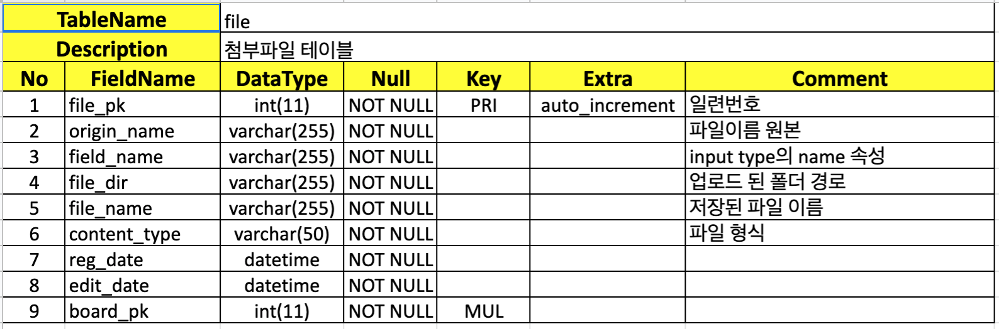 TableName file
Description 첨부파일 테이블
No FieldName DataType Null Key Extra Comment
1 file_pk int(11) NOT NULL PRI auto_increment 일련번호
2 origin_name varchar(255) NOT NULL 파일이름 원본
3 field_name varchar(255) NOT NULL input type의 name 속성
4 file_dir varchar(255) NOT NULL 업로드 된 폴더 경로
5 file_name varchar(255) NOT NULL 저장된 파일 이름
6 content_type varchar(50) NOT NULL 파일 형식
7 reg_date datetime NOT NULL
8 edit_date datetime NOT NULL
9 board_pk int(11) NOT NULL MUL